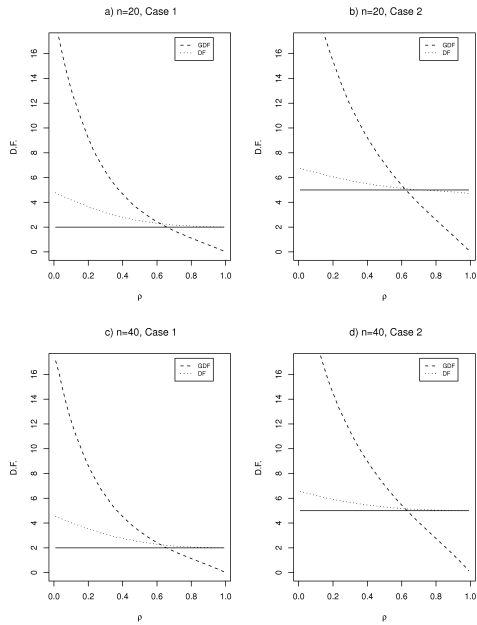 a) n=20, Case 1
GDF
DF
D.F.
0 2 4 6 8 10 12 14 16
0.0 0.2 0.4 0.6 0.8 1.0
ρ
b) n=20, Case 2
GDF
DF
D.F.
0 2 4 6 8 10 12 14 16
0.0 0.2 0.4 0.6 0.8 1.0
ρ
c) n=40, Case 1
GDF
DF
D.F.
0 2 4 6 8 10 12 14 16
0.0 0.2 0.4 0.6 0.8 1.0
ρ
d) n=40, Case 2
GDF
DF
D.F.
0 2 4 6 8 10 12 14 16
0.0 0.2 0.4 0.6 0.8 1.0
ρ